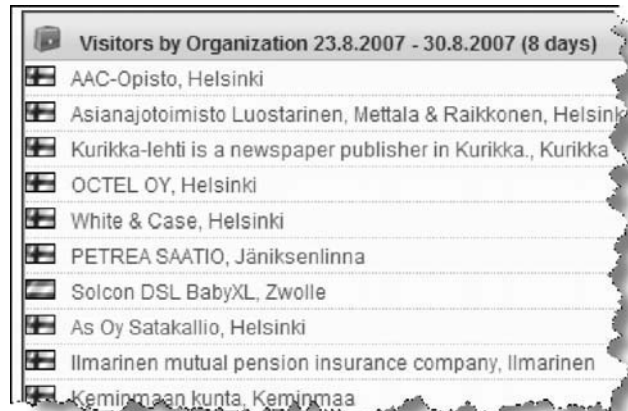 Visitors by Organization 23.8.2007 - 30.8.2007 (8 days)
AAC-Opisto, Helsinki
Asianajotoimisto Luostarinen, Mettala & Raikkonen,
Kurikka-lehti is a newspaper publisher in Kurikka., Kurikka
OCTEL OY, Helsinki
White & Case, Helsinki
PETREA SAATIO, Jäniksenlinna
Solcon DSL BabyXL, Zwolle
As Oy Satakallio, Helsinki
Ilmarinen mutual pension insurance company, Ilmarinen
Keminmaan kunta, Keminmaa